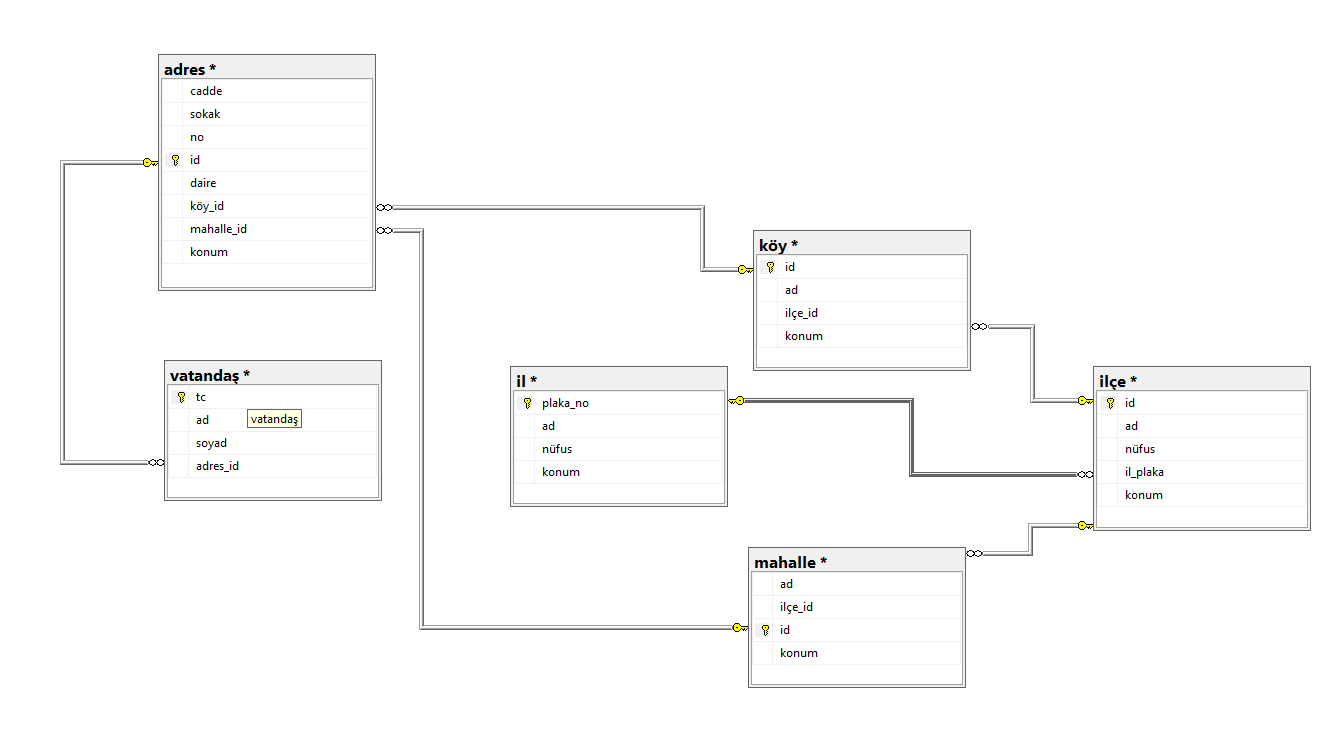 adres *
cadde
sokak
no
id
daire
köy_id
mahalle_id
konum
köy *
id
ad
ilçe_id
konum
vatandaş *
tc
ad
vatandaş
soyad
adres_id
il *
plaka_no
ad
nüfus
konum
ilçe *
id
ad
nüfus
il_plaka
konum
mahalle *
ad
ilçe_id
id
konum